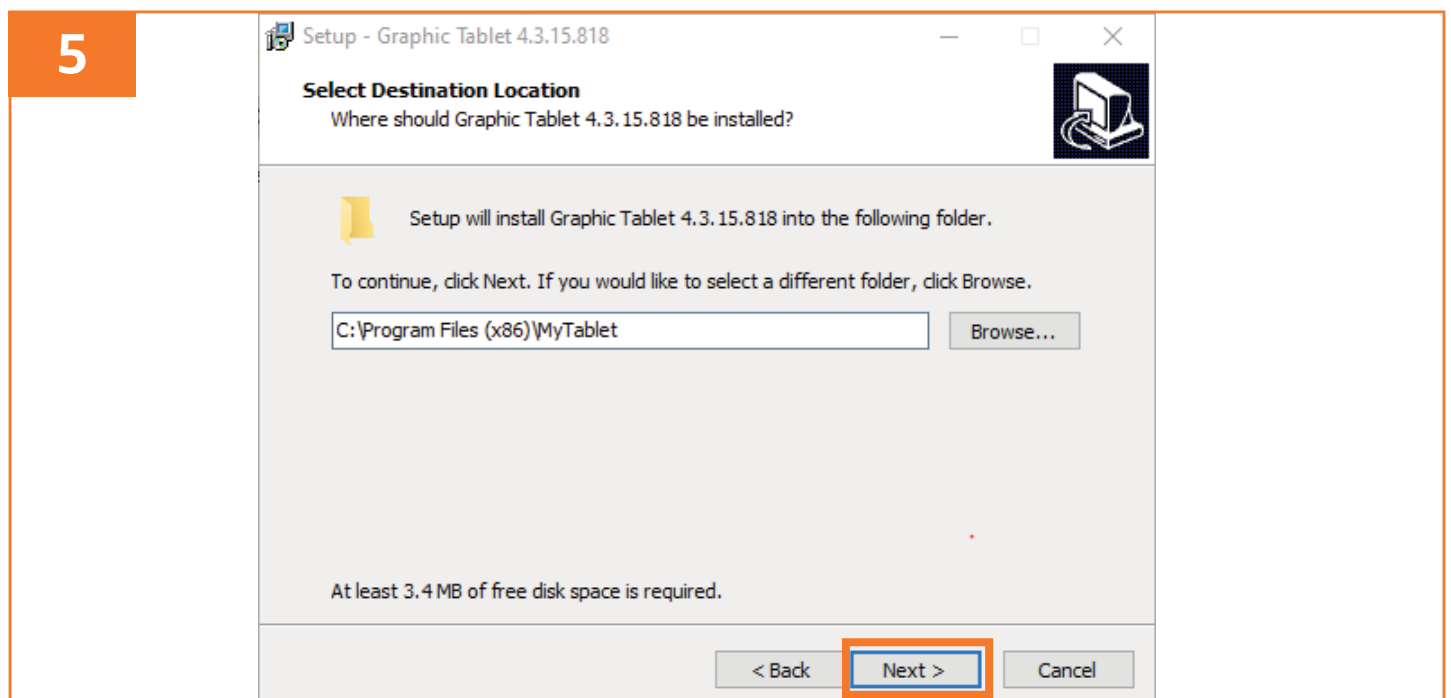 5
Setup - Graphic Tablet 4.3.15.818
Select Destination Location
Where should Graphic Tablet 4.3.15.818 be installed?
Setup will install Graphic Tablet 4.3.15.818 into the following folder.
To continue, click Next. If you would like to select a different folder, click Browse.
C:\Program Files (x86)\MyTablet
Browse...
At least 3.4 MB of free disk space is required.
< Back
Next >
Cancel